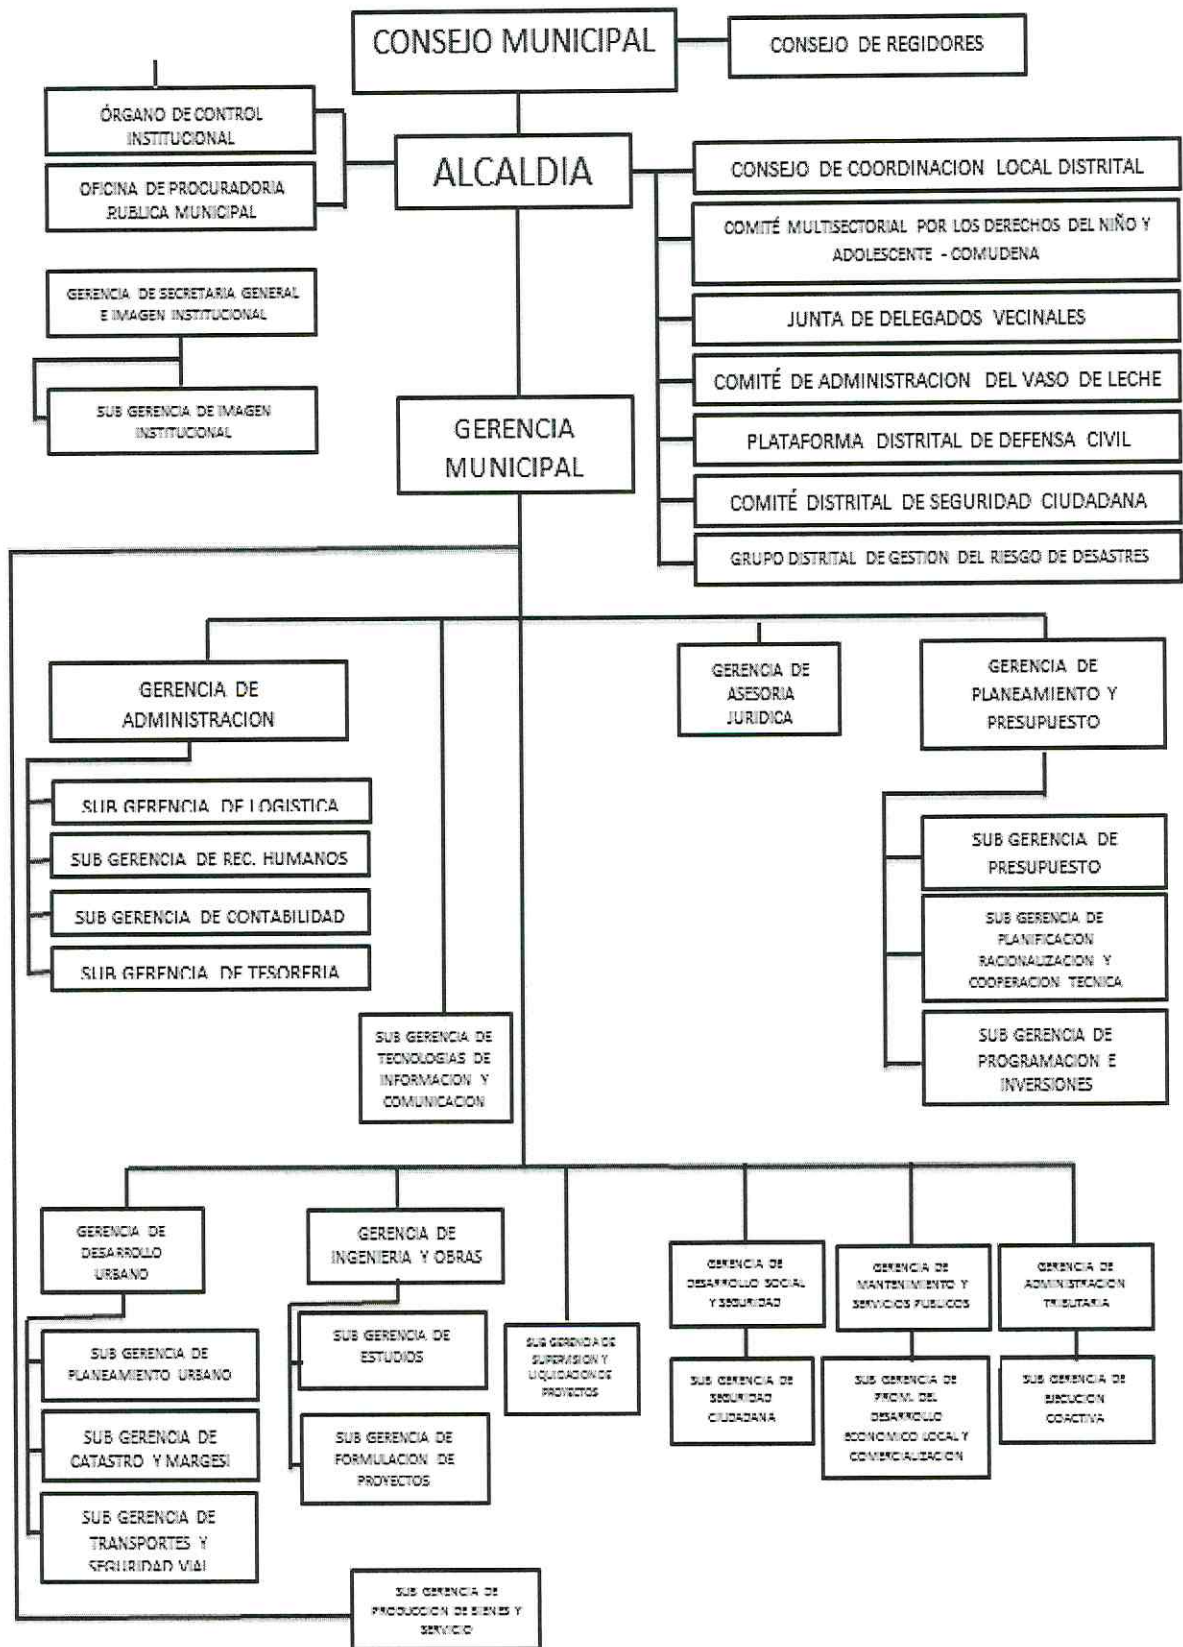 CONSEJO MUNICIPAL
CONSEJO DE REGIDORES
ÓRGANO DE CONTROL
INSTITUCIONAL
OFICINA DE PROCURADORIA
PUBLICA MUNICIPAL
ALCALDIA
CONSEJO DE COORDINACION LOCAL DISTRITAL
COMITÉ MULTISECTORIAL POR LOS DERECHOS DEL NIÑO Y
ADOLESCENTE - COMUDENA
JUNTA DE DELEGADOS VECINALES
COMITÉ DE ADMINISTRACION DEL VASO DE LECHE
PLATAFORMA DISTRITAL DE DEFENSA CIVIL
COMITÉ DISTRITAL DE SEGURIDAD CIUDADANA
GRUPO DISTRITAL DE GESTION DEL RIESGO DE DESASTRES
GERENCIA DE SECRETARIA GENERAL
E IMAGEN INSTITUCIONAL
SUB GERENCIA DE IMAGEN
INSTITUCIONAL
GERENCIA
MUNICIPAL
GERENCIA DE
ADMINISTRACION
SUB GERENCIA DE LOGISTICA
SUB GERENCIA DE REC. HUMANOS
SUB GERENCIA DE CONTABILIDAD
SUB GERENCIA DE TESORERIA
SUB GERENCIA DE
TECNOLOGIAS DE
INFORMACION Y
COMUNICACION
GERENCIA DE
ASESORIA
JURIDICA
GERENCIA DE
PLANEAMIENTO Y
PRESUPUESTO
SUB GERENCIA DE
PRESUPUESTO
SUB GERENCIA DE
PLANIFICACION
RACIONALIZACION Y
COOPERACION TECNICA
SUB GERENCIA DE
PROGRAMACION E
INVERSIONES
GERENCIA DE
DESARROLLO
URBANO
SUB GERENCIA DE
PLANEAMIENTO URBANO
SUB GERENCIA DE
CATASTRO Y MARGESI
SUB GERENCIA DE
TRANSPORTES Y
SEGURIDAD VIAL
GERENCIA DE
INGENIERIA Y OBRAS
SUB GERENCIA DE
ESTUDIOS
SUB GERENCIA DE
FORMULACION DE
PROYECTOS
SUB GERENCIA DE
SUPERVISION Y
LIQUIDACION DE
PROYECTOS
GERENCIA DE
DESARROLLO SOCIAL
Y SEGURIDAD
SUB GERENCIA DE
SEGURIDAD
CIUDADANA
GERENCIA DE
MANTENIMIENTO Y
SERVICIOS PUBLICOS
SUB GERENCIA DE
PROM. DEL
DESARROLLO
ECONOMICO LOCAL Y
COMERCIALIZACION
GERENCIA DE
ADMINISTRACION
TRIBUTARIA
SUB GERENCIA DE
EJECUCION
COACTIVA
SUB GERENCIA DE
PRODUCCION DE BIENES Y
SERVICIO